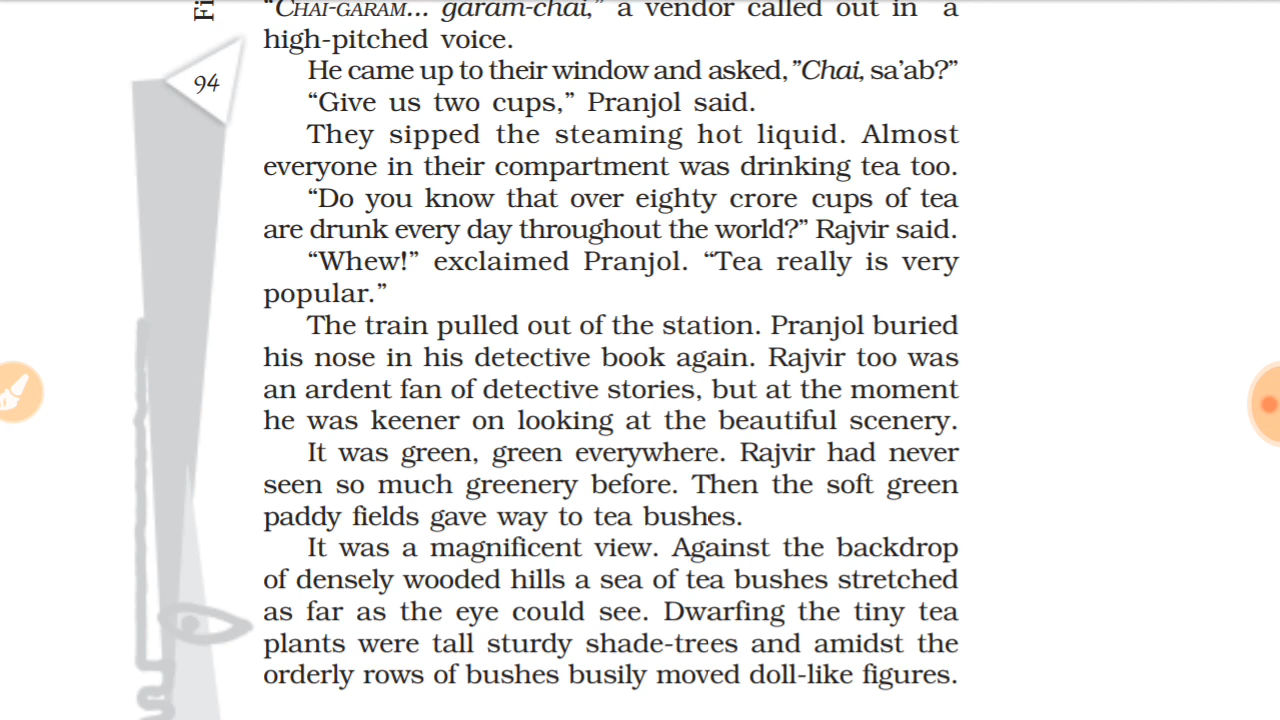 Fi
94
“CHAI-GARAM... garam-chai,” a vendor called out in a
high-pitched voice.
He came up to their window and asked, ”Chai, sa’ab?”
“Give us two cups,” Pranjol said.
They sipped the steaming hot liquid. Almost
everyone in their compartment was drinking tea too.
“Do you know that over eighty crore cups of tea
are drunk every day throughout the world?” Rajvir said.
“Whew!” exclaimed Pranjol. “Tea really is very
popular.”
The train pulled out of the station. Pranjol buried
his nose in his detective book again. Rajvir too was
an ardent fan of detective stories, but at the moment
he was keener on looking at the beautiful scenery.
It was green, green everywhere. Rajvir had never
seen so much greenery before. Then the soft green
paddy fields gave way to tea bushes.
It was a magnificent view. Against the backdrop
of densely wooded hills a sea of tea bushes stretched
as far as the eye could see. Dwarfing the tiny tea
plants were tall sturdy shade-trees and amidst the
orderly rows of bushes busily moved doll-like figures.